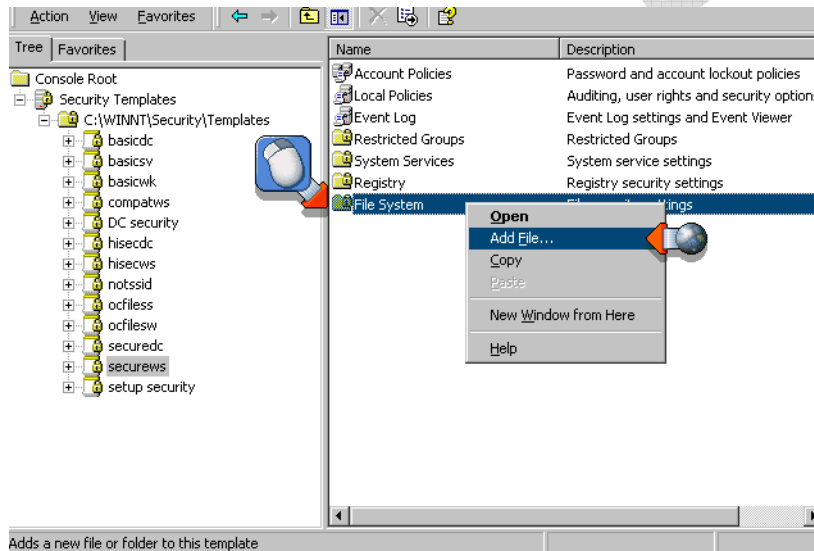 Action View Favorites
Tree Favorites
Name Description
Console Root
Security Templates
C:\WINNT\Security\Templates
basicdc
basicsv
basicwk
compatws
DC security
hisecdc
hisecws
notssid
ocfiless
ocfilesw
securedc
securews
setup security
Account Policies Password and account lockout policies
Local Policies Auditing, user rights and security option
Event Log Event Log settings and Event Viewer
Restricted Groups Restricted Groups
System Services System service settings
Registry Registry security settings
File System
Open
Add File...
Copy
Paste
New Window from Here
Help
Adds a new file or folder to this template